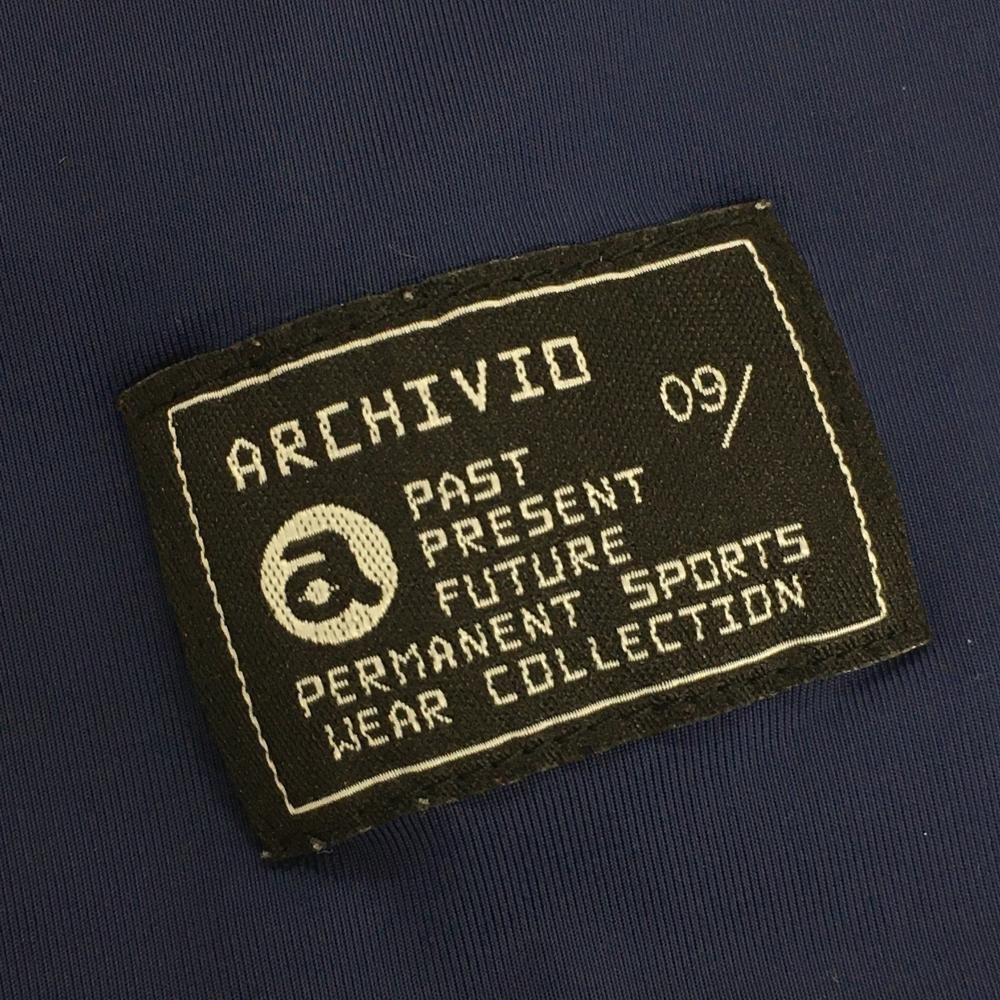 ARCHIVIO 09/
a
PAST
PRESENT
FUTURE
PERMANENT SPORTS
WEAR COLLECTION